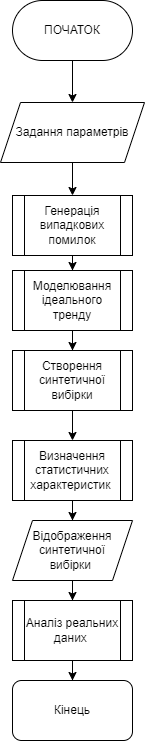 ПОЧАТОК
Задання параметрів
Генерація
випадкових
помилок
Моделювання
ідеального
тренду
Створення
синтетичної
вибірки
Визначення
статистичних
характеристик
Відображення
синтетичної
вибірки
Аналіз реальних
даних
Кінець